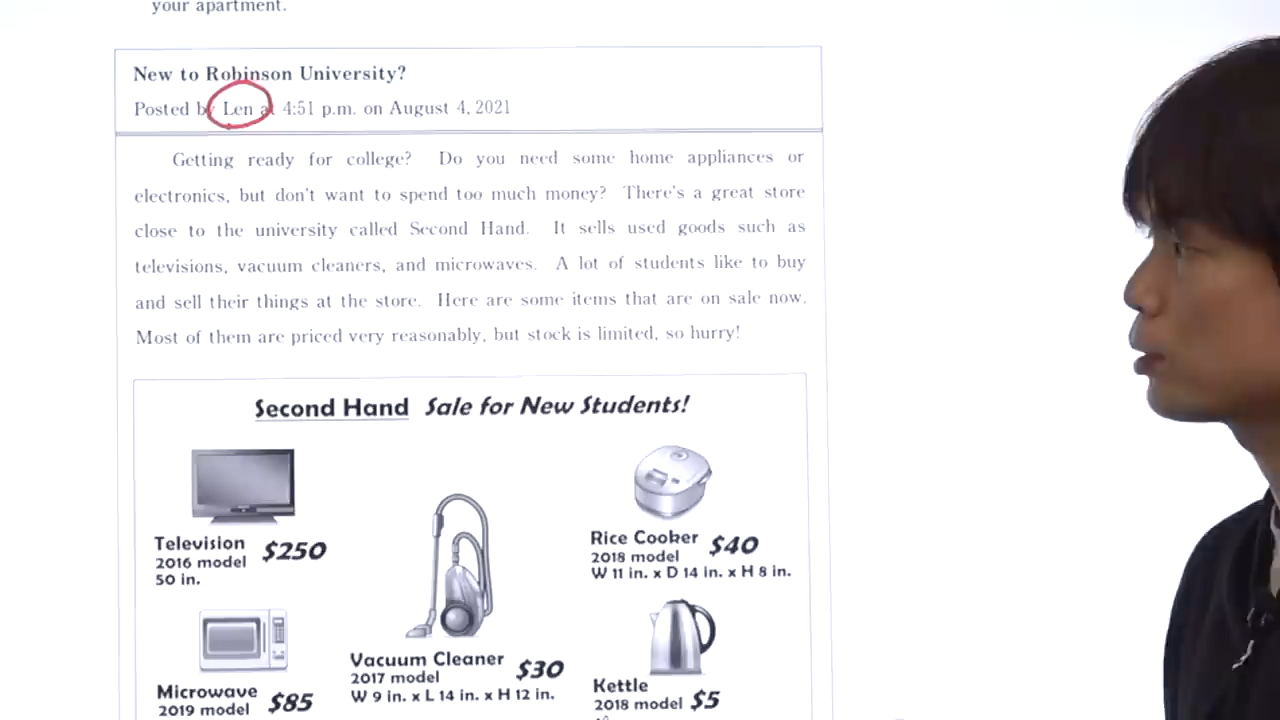 your apartment.
New to Robinson University?
Posted by Len at 4:51 p.m. on August 4, 2021
Getting ready for college? Do you need some home appliances or
electronics, but don't want to spend too much money? There's a great store
close to the university called Second Hand. It sells used goods such as
televisions, vacuum cleaners, and microwaves. A lot of students like to buy
and sell their things at the store. Here are some items that are on sale now.
Most of them are priced very reasonably, but stock is limited, so hurry!
Second Hand Sale for New Students!
Television $250
2016 model
50 in.
Rice Cooker $40
2018 model
W 11 in. x D 14 in. x H 8 in.
Vacuum Cleaner $30
2017 model
W 9 in. x L 14 in. x H 12 in.
Microwave $85
2019 model
Kettle $5
2018 model